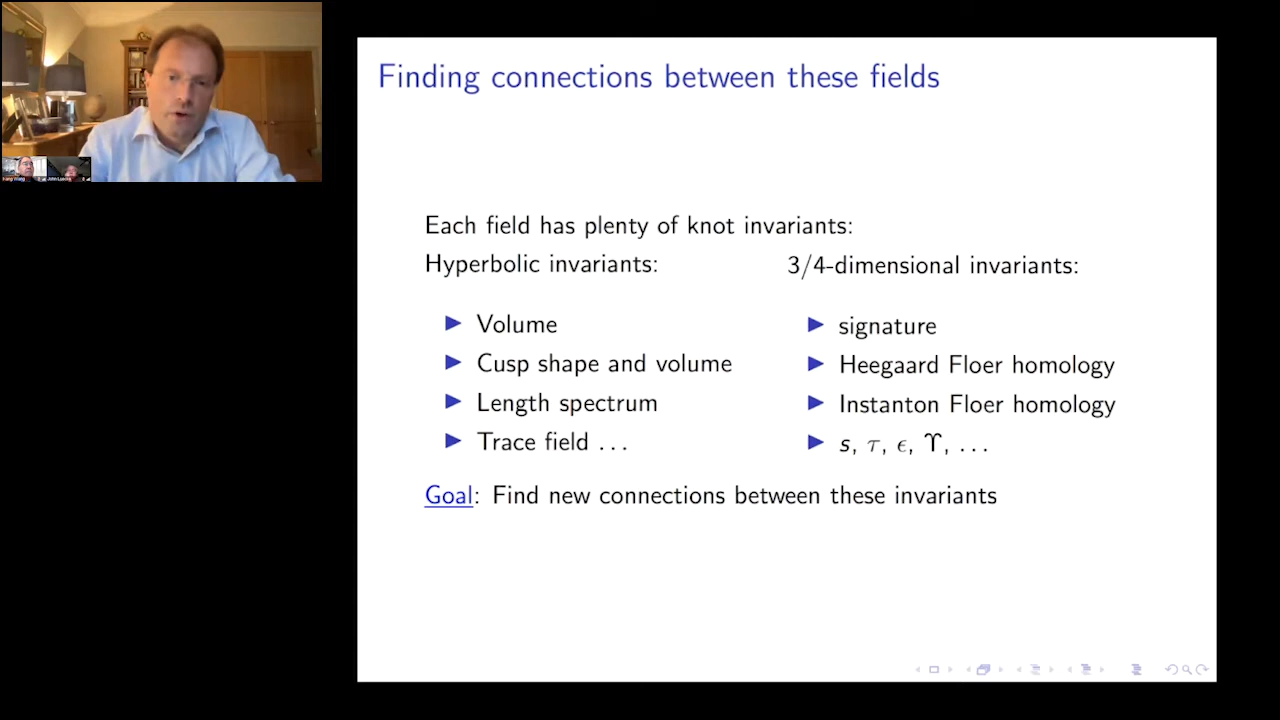 Finding connections between these fields
Each field has plenty of knot invariants:
Hyperbolic invariants:
▶ Volume
▶ Cusp shape and volume
▶ Length spectrum
▶ Trace field ...
3/4-dimensional invariants:
▶ signature
▶ Heegaard Floer homology
▶ Instanton Floer homology
▶ s, τ, ϵ, ϒ, ...
Goal: Find new connections between these invariants